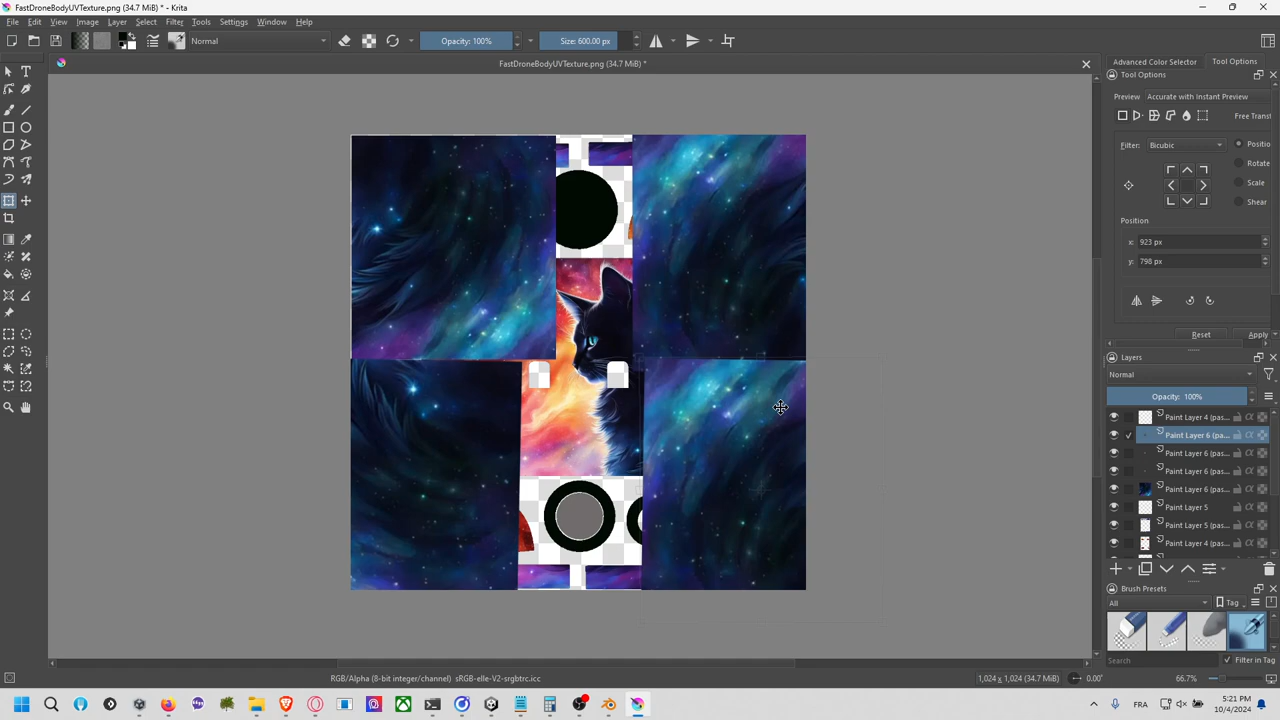 FastDroneBodyUVTexture.png (34.7 MiB) * - Krita
File Edit View Image Layer Select Filter Tools Settings Window Help
Normal Opacity: 100% Size: 600.00 px
FastDroneBodyUVTexture.png (34.7 MiB) *
Advanced Color Selector Tool Options
Tool Options
Preview Accurate with Instant Preview
Free Transf
Filter: Bicubic Positio
Rotate
Scale
Shear
Position
x: 923 px
y: 798 px
Reset Apply
Layers
Normal
Opacity: 100%
Paint Layer 4 (pas...
Paint Layer 6 (pa...
Paint Layer 6 (pas...
Paint Layer 6 (pas...
Paint Layer 6 (pas...
Paint Layer 5
Paint Layer 5 (pas...
Paint Layer 4 (pas...
Brush Presets
All Tag
Search Filter in Tag
RGB/Alpha (8-bit integer/channel) sRGB-elle-V2-srgbtrc.icc 1,024 x 1,024 (34.7 MiB) 0.00° 66.7%
FR 5:21 PM
10/4/2024